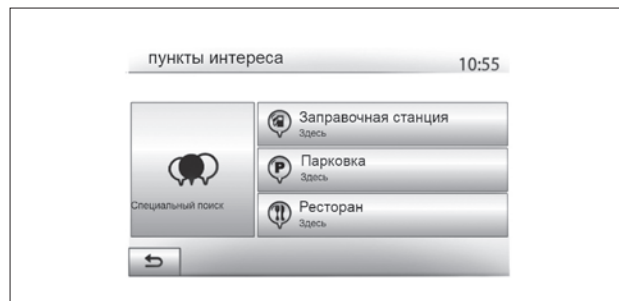 пункты интереса
10:55
Заправочная станция
Здесь
Парковка
Здесь
Специальный поиск
Ресторан
Здесь